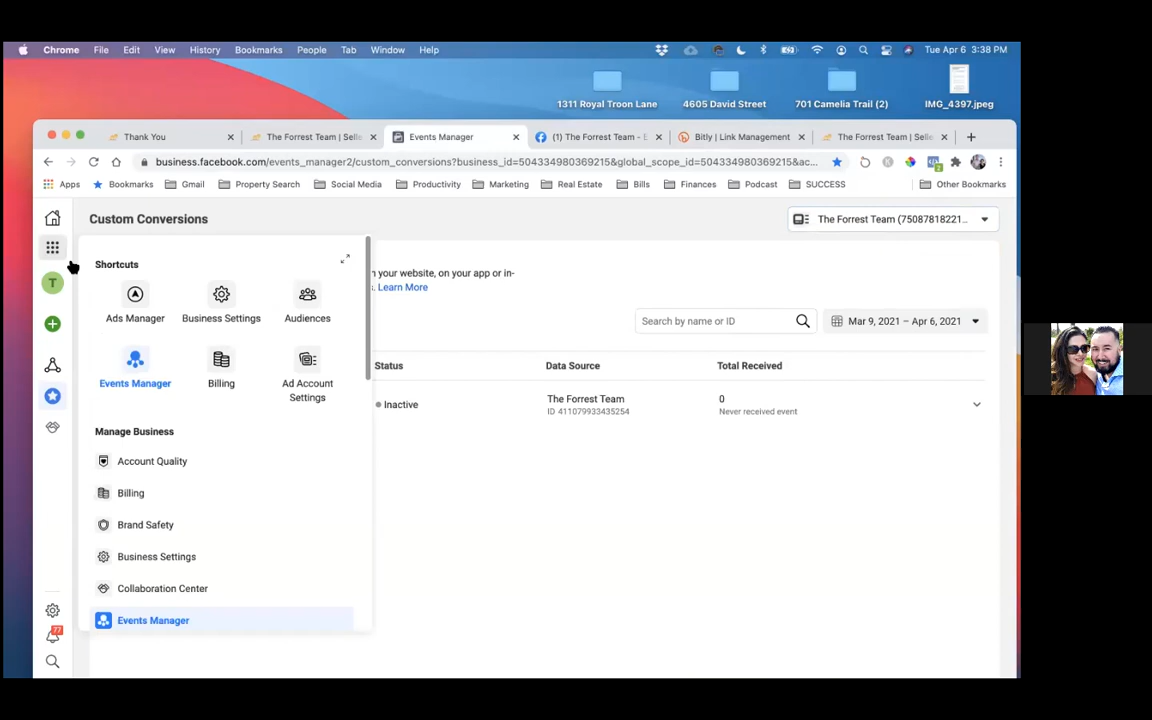 Chrome File Edit View History Bookmarks People Tab Window Help Tue Apr 6 3:38 PM
1311 Royal Troon Lane 4605 David Street 701 Camelia Trail (2) IMG_4397.jpeg
Thank You The Forrest Team | Selle Events Manager (1) The Forrest Team - E Bitly | Link Management The Forrest Team | Selle
business.facebook.com/events_manager2/custom_conversions?business_id=504334980369215&global_scope_id=504334980369215&ac...
Apps Bookmarks Gmail Property Search Social Media Productivity Marketing Real Estate Bills Finances Podcast SUCCESS Other Bookmarks
Custom Conversions The Forrest Team (75087818221...
Shortcuts
n your website, on your app or in-
s. Learn More
Ads Manager Business Settings Audiences
Search by name or ID Mar 9, 2021 – Apr 6, 2021
Status Data Source Total Received
Events Manager Billing Ad Account
Settings
Inactive The Forrest Team 0
ID 411079933435254 Never received event
T
Manage Business
Account Quality
Billing
Brand Safety
Business Settings
Collaboration Center
Events Manager
77